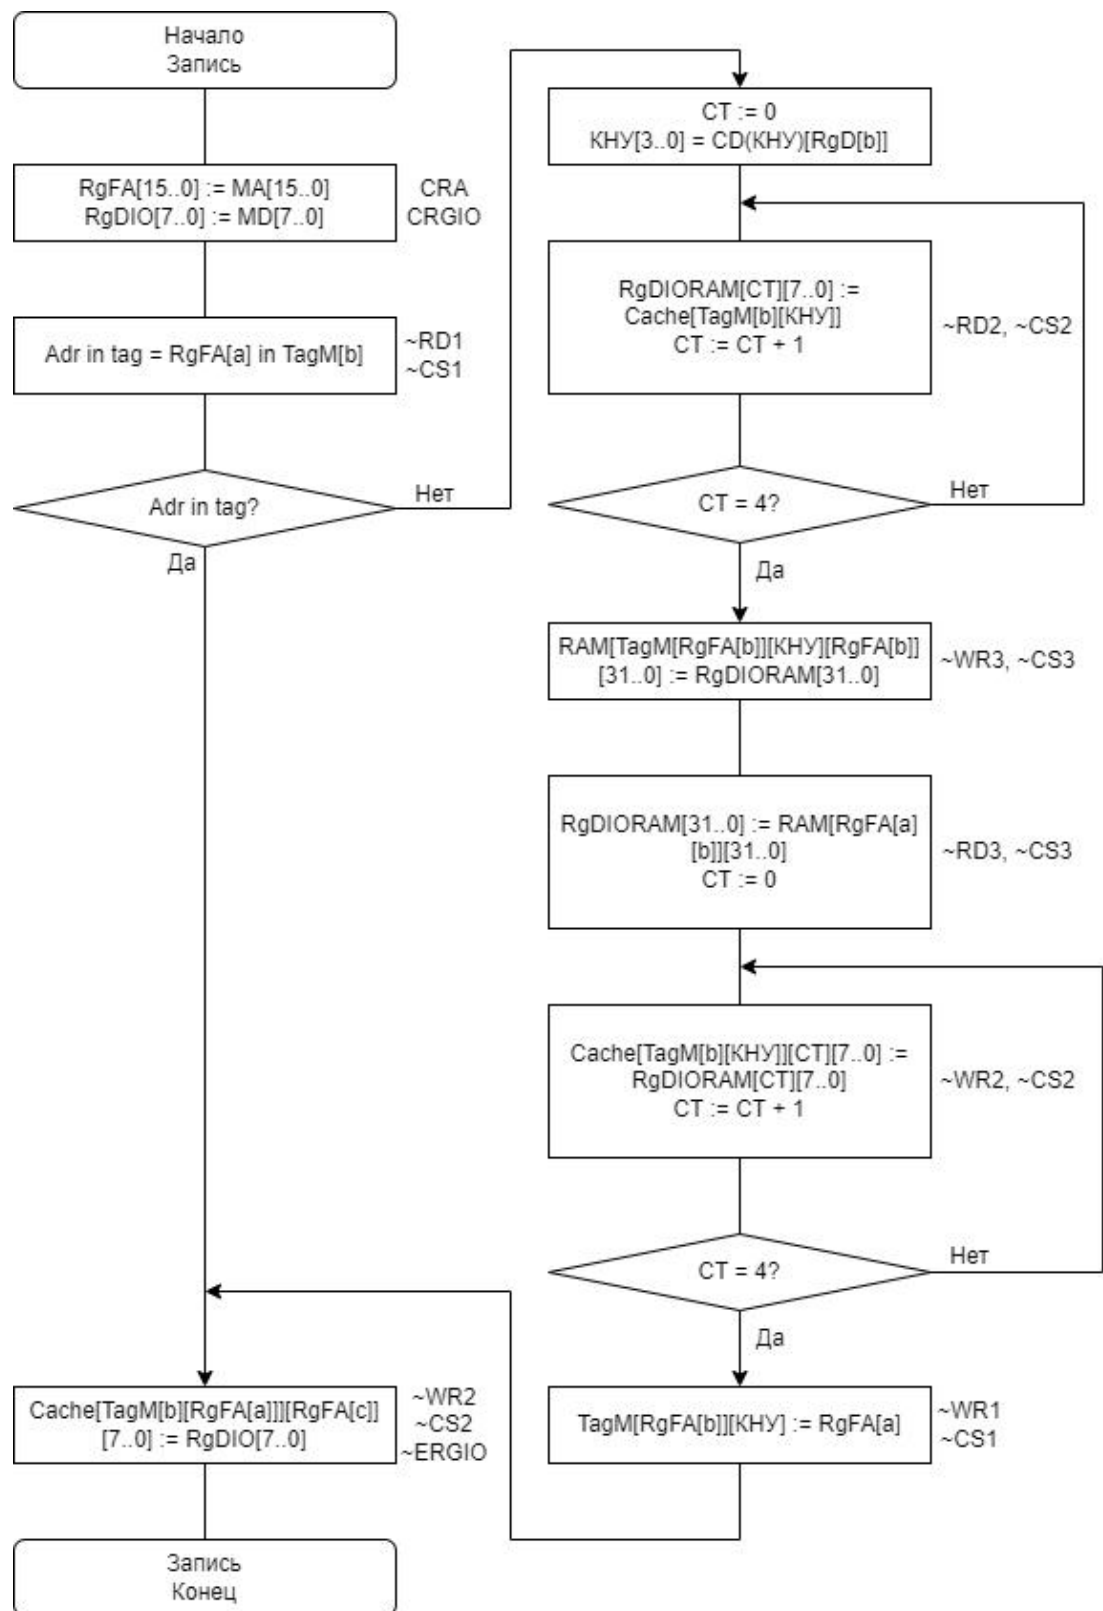 Начало
Запись
RgFA[15..0] := MA[15..0]
RgDIO[7..0] := MD[7..0]
CRA
CRGIO
Adr in tag = RgFA[a] in TagM[b]
~RD1
~CS1
Adr in tag?
Нет
Да
CT := 0
КНУ[3..0] = CD(КНУ)[RgD[b]]
RgDIORAM[CT][7..0] :=
Cache[TagM[b][КНУ]]
CT := CT + 1
~RD2, ~CS2
CT = 4?
Нет
Да
RAM[TagM[RgFA[b]][КНУ][RgFA[b]]
[31..0] := RgDIORAM[31..0]
~WR3, ~CS3
RgDIORAM[31..0] := RAM[RgFA[a]
[b]][31..0]
CT := 0
~RD3, ~CS3
Cache[TagM[b][КНУ]][CT][7..0] :=
RgDIORAM[CT][7..0]
CT := CT + 1
~WR2, ~CS2
CT = 4?
Нет
Да
TagM[RgFA[b]][КНУ] := RgFA[a]
~WR1
~CS1
Cache[TagM[b][RgFA[a]]][RgFA[c]]
[7..0] := RgDIO[7..0]
~WR2
~CS2
~ERGIO
Запись
Конец